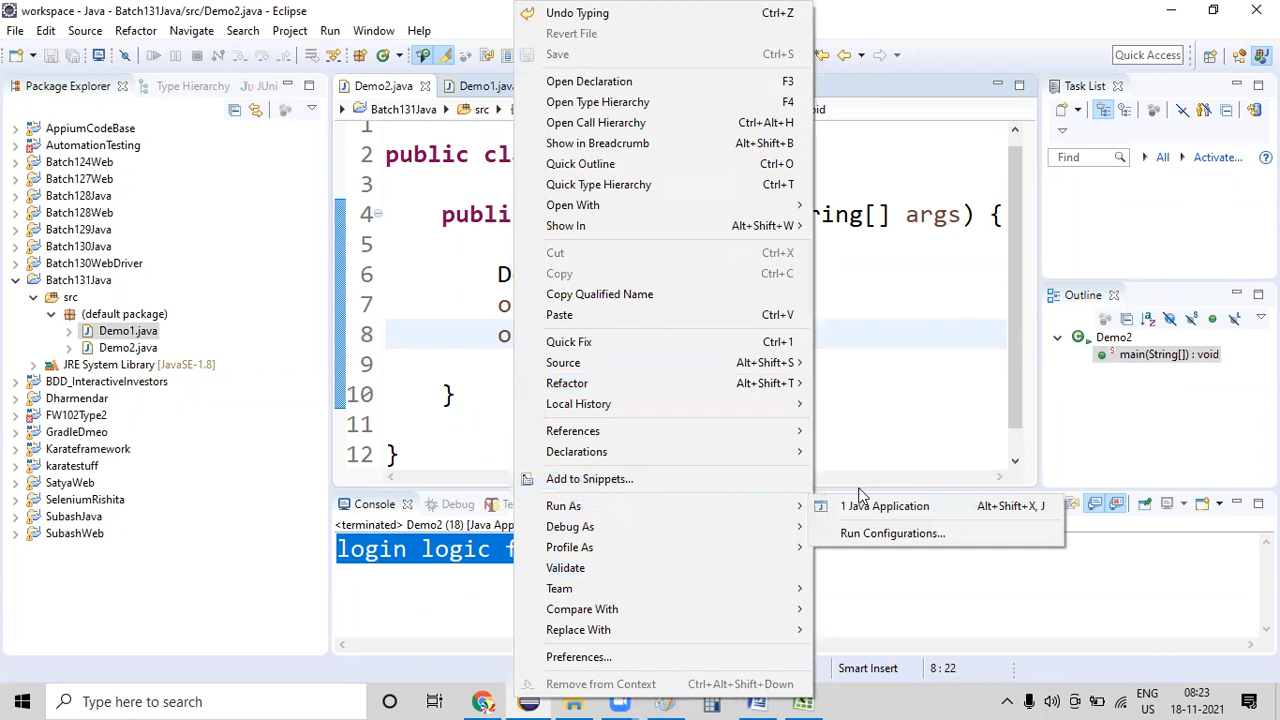 workspace - Java - Batch131Java/src/Demo2.java - Eclipse
File Edit Source Refactor Navigate Search Project Run Window Help
Quick Access
Package Explorer
Type Hierarchy
JUni
AppiumCodeBase
AutomationTesting
Batch124Web
Batch127Web
Batch128Java
Batch128Web
Batch129Java
Batch130Java
Batch130WebDriver
Batch131Java
src
(default package)
Demo1.java
Demo2.java
JRE System Library [JavaSE-1.8]
BDD_InteractiveInvestors
Dharmendar
FW102Type2
GradleDmeo
Karateframework
karatestuff
SatyaWeb
SeleniumRishita
SubashJava
SubashWeb
Demo2.java
Demo1.java
Batch131Java
src
oid
1
2 public cl
3
4 publi ring[] args) {
5
6 D
7 o
8 o
9
10 }
11
12 }
Undo Typing Ctrl+Z
Revert File
Save Ctrl+S
Open Declaration F3
Open Type Hierarchy F4
Open Call Hierarchy Ctrl+Alt+H
Show in Breadcrumb Alt+Shift+B
Quick Outline Ctrl+O
Quick Type Hierarchy Ctrl+T
Open With
Show In Alt+Shift+W
Cut Ctrl+X
Copy Ctrl+C
Copy Qualified Name
Paste Ctrl+V
Quick Fix Ctrl+1
Source Alt+Shift+S
Refactor Alt+Shift+T
Local History
References
Declarations
Add to Snippets...
Run As
Debug As
Profile As
Validate
Team
Compare With
Replace With
Preferences...
Remove from Context Ctrl+Alt+Shift+Down
1 Java Application Alt+Shift+X, J
Run Configurations...
Task List
Find
All
Activate...
Outline
Demo2
main(String[]) : void
Console
Debug
<terminated> Demo2 (18) [Java Ap
login logic f
Smart Insert
8 : 22
Type here to search
ENG
US
08:23
18-11-2021